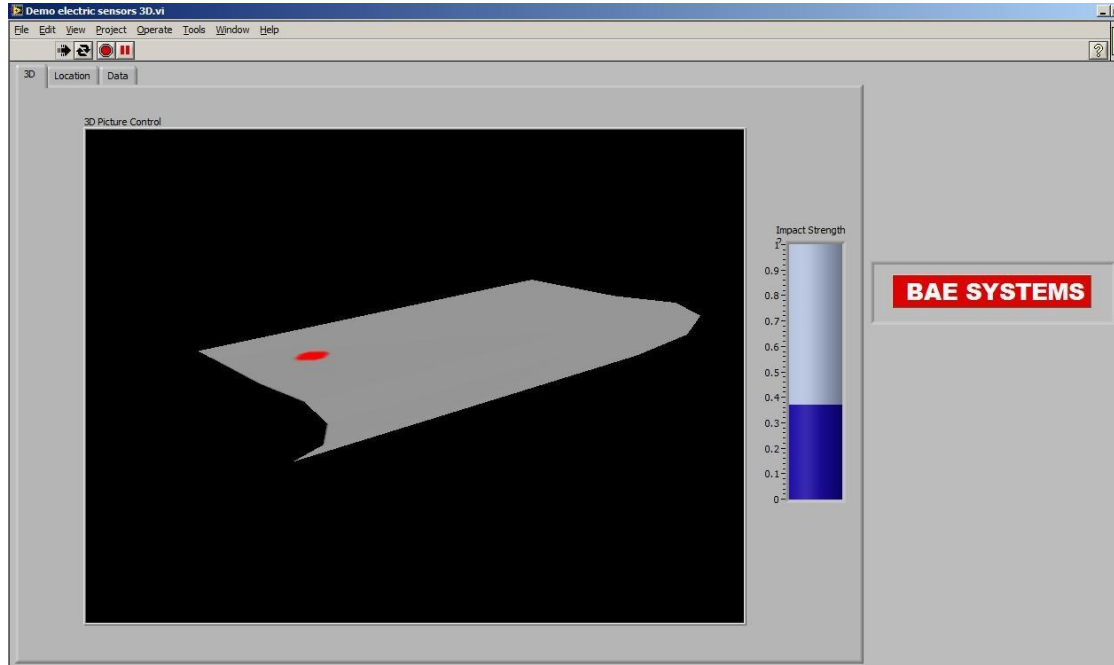 Demo electric sensors 3D.vi
File Edit View Project Operate Tools Window Help
?
3D Location Data
3D Picture Control
Impact Strength
2
1
0.9
0.8
0.7
0.6
0.5
0.4
0.3
0.2
0.1
0
BAE SYSTEMS